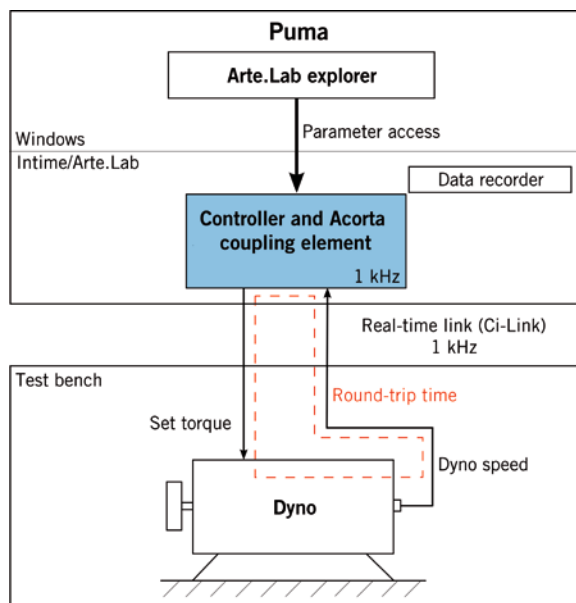 Puma
Arte.Lab explorer
Parameter access
Windows
Intime/Arte.Lab
Data recorder
Controller and Acorta
coupling element
1 kHz
Real-time link (Ci-Link)
1 kHz
Test bench
Round-trip time
Set torque
Dyno speed
Dyno